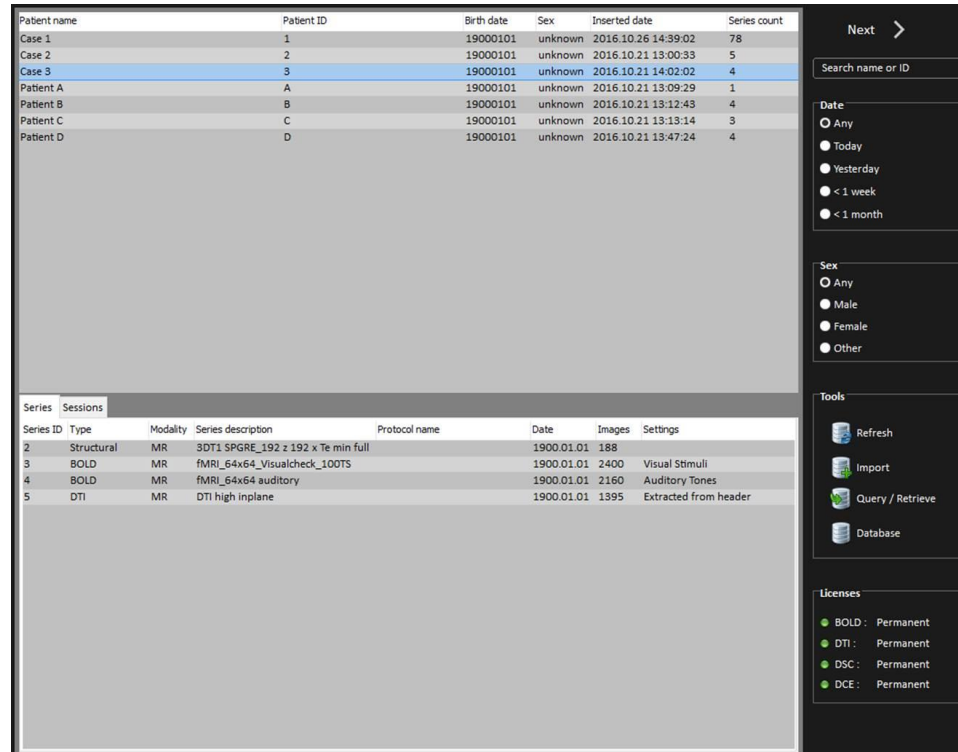 Patient name Patient ID Birth date Sex Inserted date Series count
Case 1 1 19000101 unknown 2016.10.26 14:39:02 78
Case 2 2 19000101 unknown 2016.10.21 13:00:33 5
Case 3 3 19000101 unknown 2016.10.21 14:02:02 4
Patient A A 19000101 unknown 2016.10.21 13:09:29 1
Patient B B 19000101 unknown 2016.10.21 13:12:43 4
Patient C C 19000101 unknown 2016.10.21 13:13:14 3
Patient D D 19000101 unknown 2016.10.21 13:47:24 4
Series Sessions
Series ID Type Modality Series description Protocol name Date Images Settings
2 Structural MR 3DT1 SPGRE_192 z 192 x Te min full 1900.01.01 188
3 BOLD MR fMRI_64x64_Visualcheck_100TS 1900.01.01 2400 Visual Stimuli
4 BOLD MR fMRI_64x64 auditory 1900.01.01 2160 Auditory Tones
5 DTI MR DTI high inplane 1900.01.01 1395 Extracted from header
Next
Search name or ID
Date
Any
Today
Yesterday
< 1 week
< 1 month
Sex
Any
Male
Female
Other
Tools
Refresh
Import
Query / Retrieve
Database
Licenses
BOLD : Permanent
DTI : Permanent
DSC : Permanent
DCE : Permanent